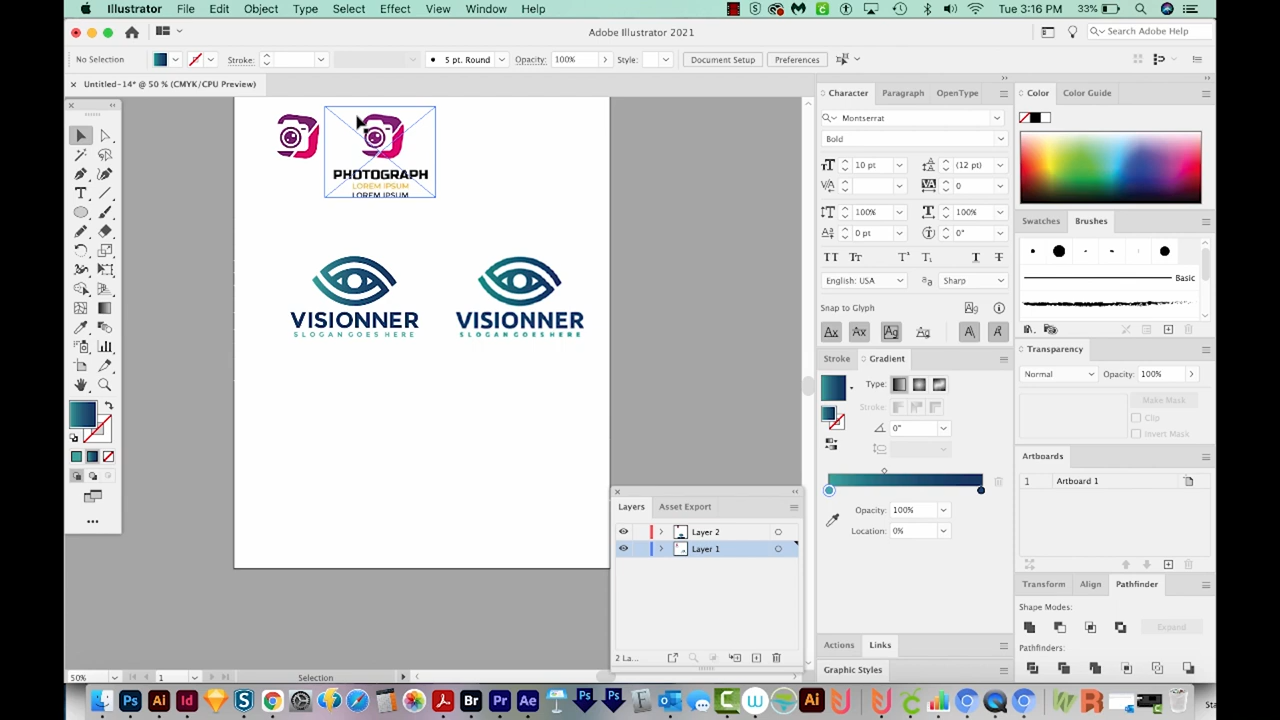 Illustrator File Edit Object Type Select Effect View Window Help
Tue 3:16 PM 33%
Adobe Illustrator 2021
Search Adobe Help
No Selection Stroke: 5 pt. Round Opacity: 100% Style: Document Setup Preferences
Untitled-14* @ 50 % (CMYK/CPU Preview)
PHOTOGRAPH
LOREM IPSUM
LOREM IPSUM
VISIONNER
SLOGAN GOES HERE
VISIONNER
SLOGAN GOES HERE
Layers Asset Export
Layer 2
Layer 1
2 La...
50% 1 Selection
Character Paragraph OpenType
Montserrat
Bold
10 pt (12 pt)
0
100% 100%
0 pt 0°
English: USA Sharp
Snap to Glyph
Stroke Gradient
Type:
Stroke:
0°
Opacity: 100%
Location: 0%
Actions Links
Graphic Styles
Color Color Guide
Swatches Brushes
Basic
Transparency
Normal Opacity: 100%
Make Mask
Clip
Invert Mask
Artboards
1 Artboard 1
Transform Align Pathfinder
Shape Modes:
Expand
Pathfinders: